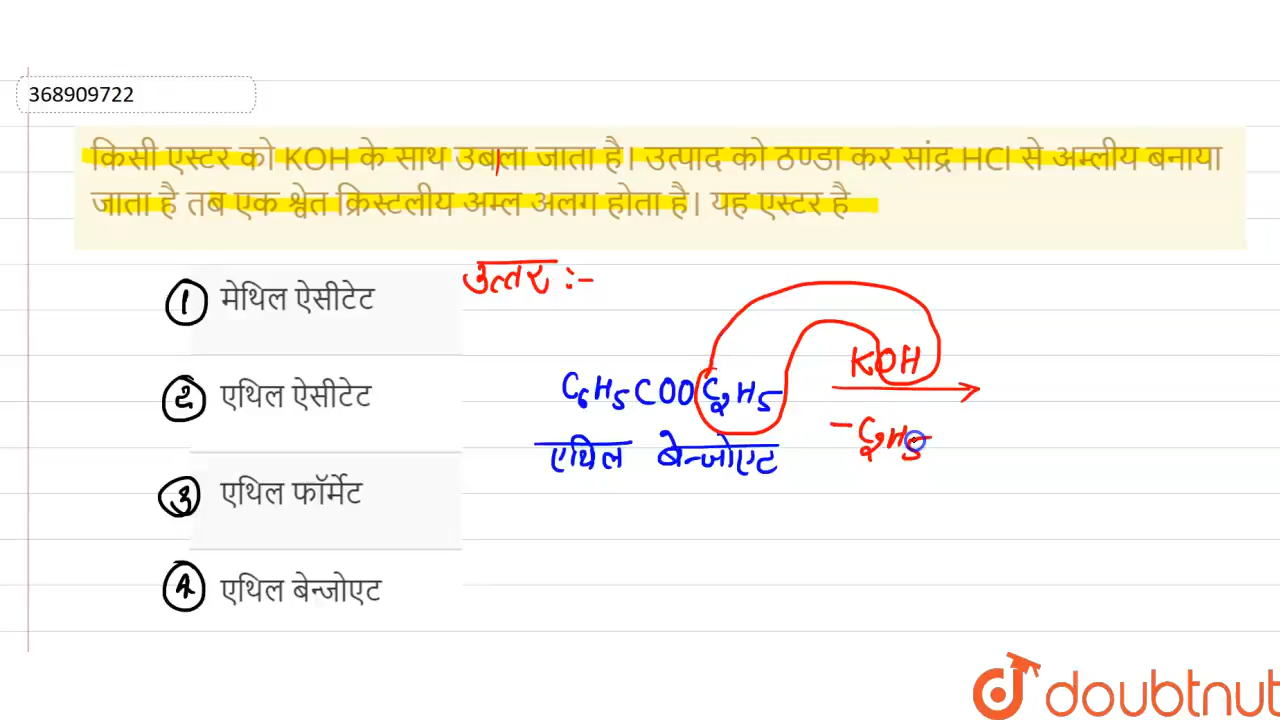 368909722
किसी एस्टर को KOH के साथ उबला जाता है। उत्पाद को ठण्डा कर सांद्र HCl से अम्लीय बनाया
जाता है तब एक श्वेत क्रिस्टलीय अम्ल अलग होता है। यह एस्टर है
उत्तर :-
1 मेथिल ऐसीटेट
2 एथिल ऐसीटेट
3 एथिल फॉर्मेट
4 एथिल बेन्जोएट
KOH
C6H5COOC2H5
- C2H5
एथिल बेन्जोएट
doubtnut